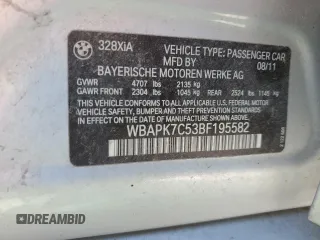 328XiA
VEHICLE TYPE: PASSENGER CAR
MFD BY
08/11
BAYERISCHE MOTOREN WERKE AG
GVWR 4707 lbs 2135 kg
GAWR FRONT 2304 lbs 1045 kg REAR 2524 lbs 1145 kg
THIS VEHICLE CONFORMS TO ALL APPLICABLE FEDERAL MOTOR
VEHICLE SAFETY, BUMPER AND THEFT PREVENTION STANDARDS
IN EFFECT ON THE DATE OF MANUFACTURE SHOWN ABOVE.
WBAPK7C53BF195582
DREAMBID